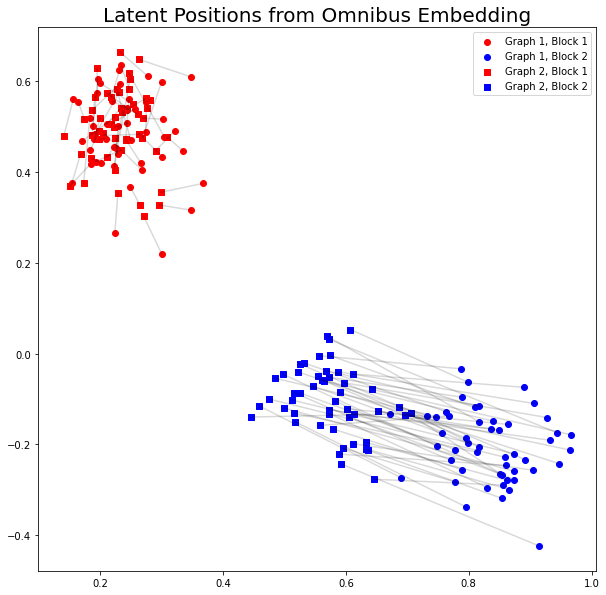 Latent Positions from Omnibus Embedding
Graph 1, Block 1
Graph 1, Block 2
Graph 2, Block 1
Graph 2, Block 2
0.6
0.4
0.2
0.0
−0.2
−0.4
0.2
0.4
0.6
0.8
1.0